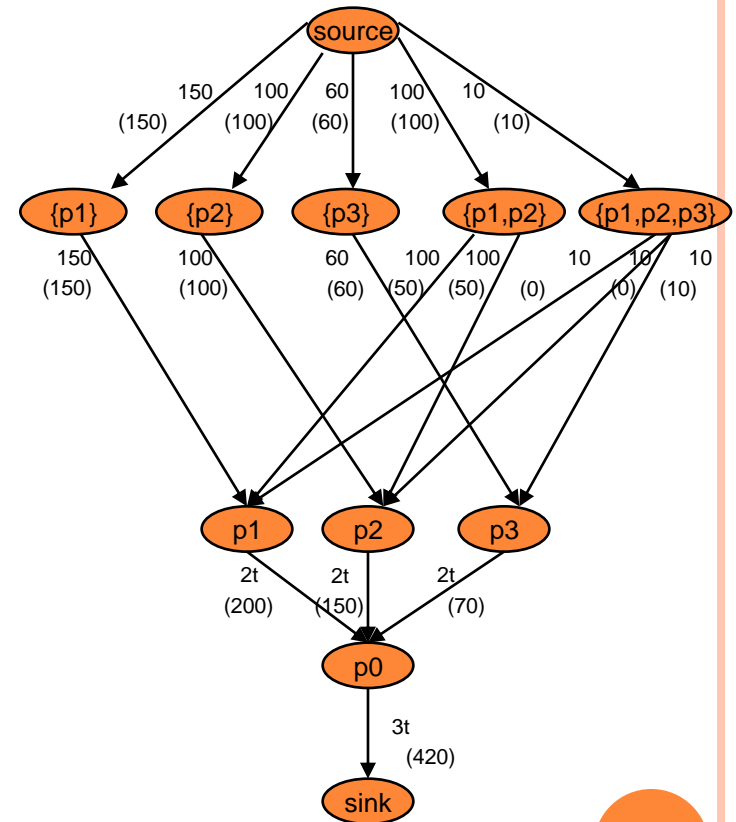 source
150 100 60 100 10
(150) (100) (60) (100) (10)
{p1} {p2} {p3} {p1,p2} {p1,p2,p3}
150 100 60 100 100 10 10 10
(150) (100) (60) (50) (50) (0) (0) (10)
p1 p2 p3
2t 2t 2t
(200) (150) (70)
p0
3t
(420)
sink